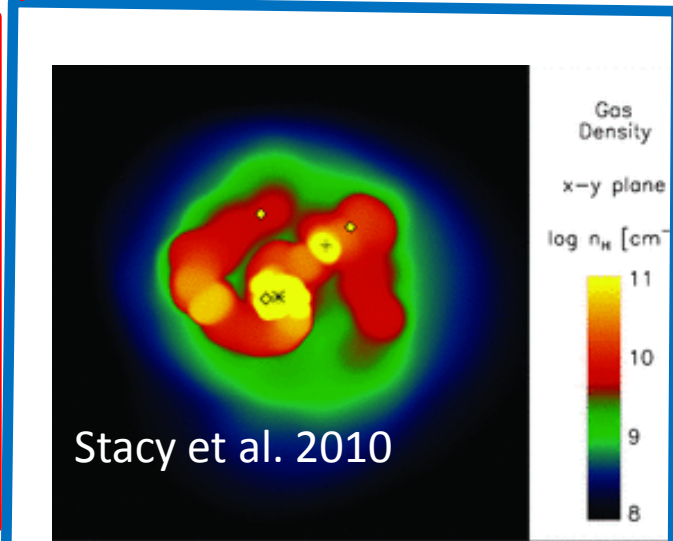 Gas
Density
x-y plane
log n_H [cm⁻
11
10
9
8
Stacy et al. 2010